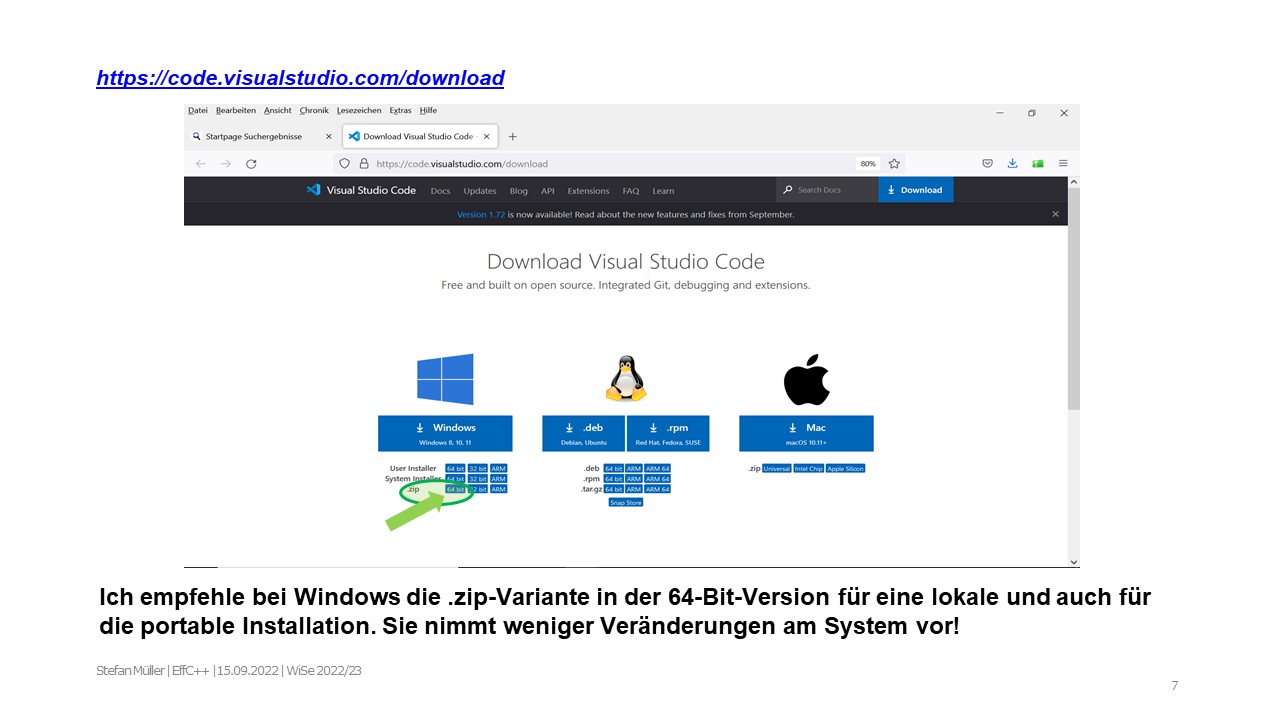 https://code.visualstudio.com/download
Datei Bearbeiten Ansicht Chronik Lesezeichen Extras Hilfe
Startpage Suchergebnisse
Download Visual Studio Code
https://code.visualstudio.com/download 80%
Visual Studio Code Docs Updates Blog API Extensions FAQ Learn Search Docs Download
Version 1.72 is now available! Read about the new features and fixes from September.
Download Visual Studio Code
Free and built on open source. Integrated Git, debugging and extensions.
Windows
Windows 8, 10, 11
User Installer 64 bit 32 bit ARM
System Installer 64 bit 32 bit ARM
.zip 64 bit 32 bit ARM
.deb
Debian, Ubuntu
.rpm
Red Hat, Fedora, SUSE
.deb 64 bit ARM ARM 64
.rpm 64 bit ARM ARM 64
.tar.gz 64 bit ARM ARM 64
Snap Store
Mac
macOS 10.11+
.zip Universal Intel Chip Apple Silicon
Ich empfehle bei Windows die .zip-Variante in der 64-Bit-Version für eine lokale und auch für
die portable Installation. Sie nimmt weniger Veränderungen am System vor!
Stefan Müller | EffC++ | 15.09.2022 | WiSe 2022/23
7